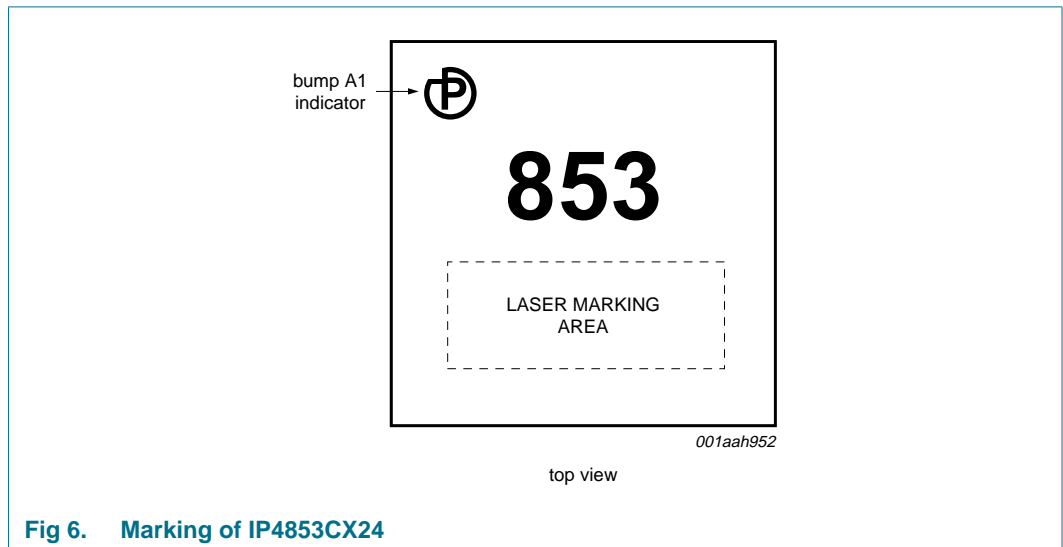 bump A1
indicator
P
853
LASER MARKING
AREA
001aah952
top view
Fig 6. Marking of IP4853CX24